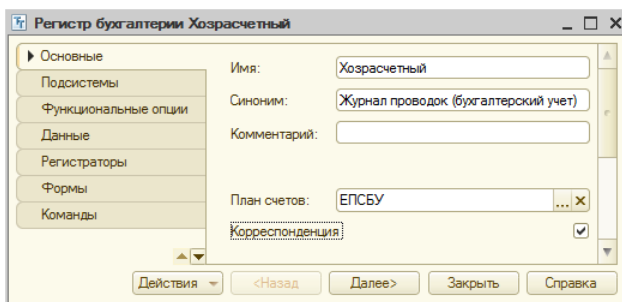 Регистр бухгалтерии Хозрасчетный
Основные
Подсистемы
Функциональные опции
Данные
Регистраторы
Формы
Команды
Имя: Хозрасчетный
Синоним: Журнал проводок (бухгалтерский учет)
Комментарий:
План счетов: ЕПСБУ ...
Корреспонденция
Действия <Назад Далее> Закрыть Справка